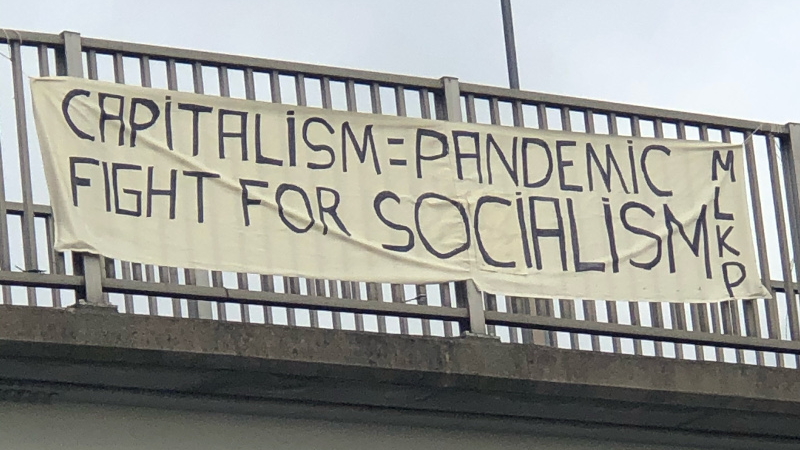 CAPiTALiSM=PANDEMiC
FIGHT FOR SOCiALiSM
MLKP